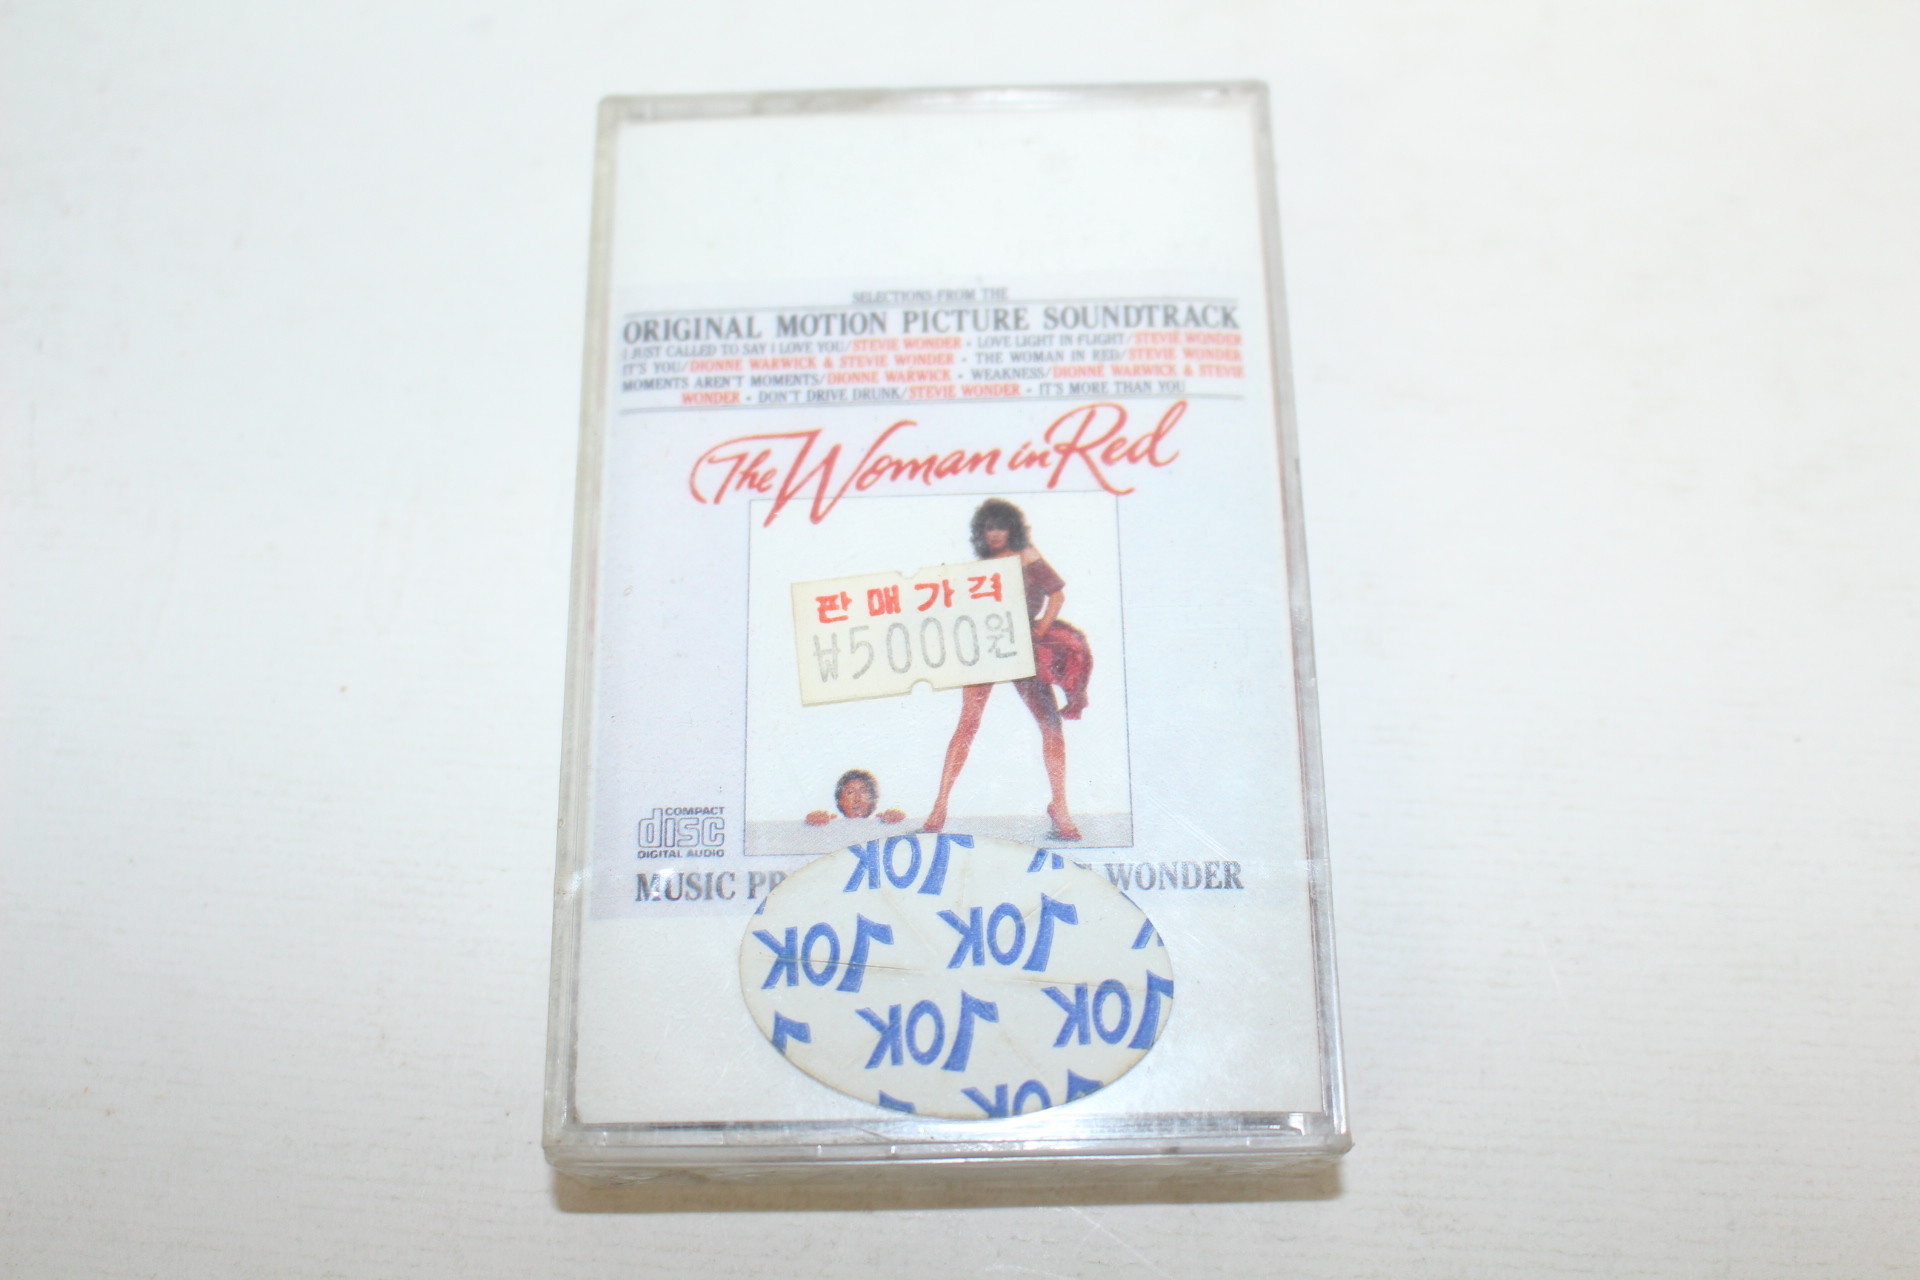 SELECTIONS FROM THE
ORIGINAL MOTION PICTURE SOUNDTRACK
I JUST CALLED TO SAY I LOVE YOU/STEVIE WONDER • LOVE LIGHT IN FLIGHT/STEVIE WONDER
IT'S YOU/DIONNE WARWICK & STEVIE WONDER • THE WOMAN IN RED/STEVIE WONDER
MOMENTS AREN'T MOMENTS/DIONNE WARWICK • WEAKNESS/DIONNE WARWICK & STEVIE
WONDER • DON'T DRIVE DRUNK/STEVIE WONDER • IT'S MORE THAN YOU
The Woman in Red
판매가격
₩5000원
COMPACT
disc
DIGITAL AUDIO
MUSIC WONDER
JOK
JOK JOK
JOK JOK